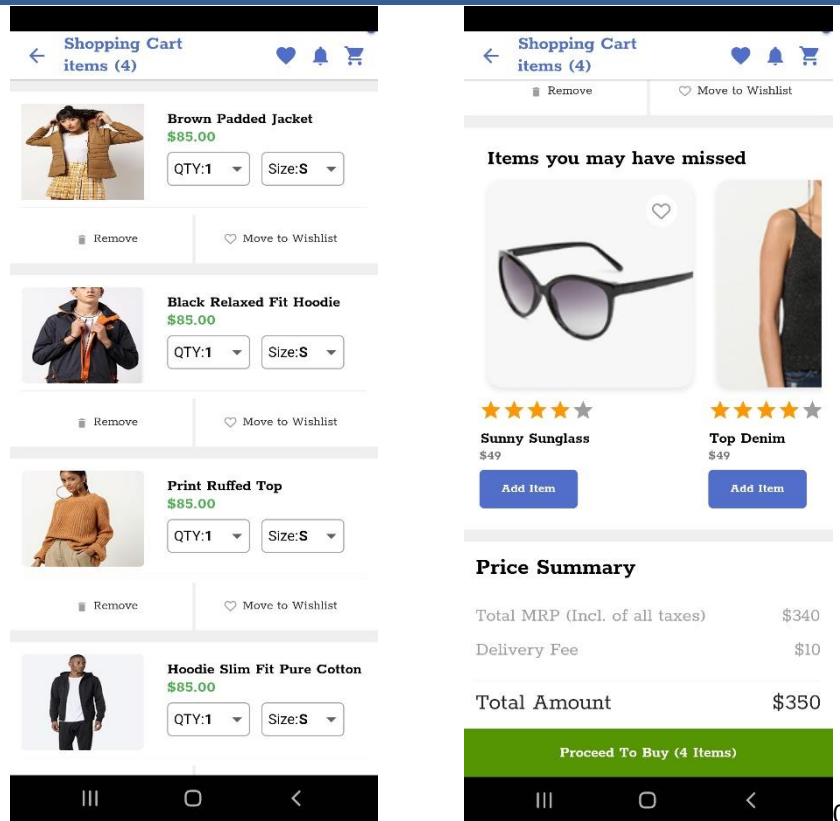 Shopping Cart
items (4)
Brown Padded Jacket
$85.00
QTY:1 Size:S
Remove Move to Wishlist
Black Relaxed Fit Hoodie
$85.00
QTY:1 Size:S
Remove Move to Wishlist
Print Ruffed Top
$85.00
QTY:1 Size:S
Remove Move to Wishlist
Hoodie Slim Fit Pure Cotton
$85.00
QTY:1 Size:S
Shopping Cart
items (4)
Remove Move to Wishlist
Items you may have missed
Sunny Sunglass Top Denim
$49 $49
Add Item Add Item
Price Summary
Total MRP (Incl. of all taxes) $340
Delivery Fee $10
Total Amount $350
Proceed To Buy (4 Items)